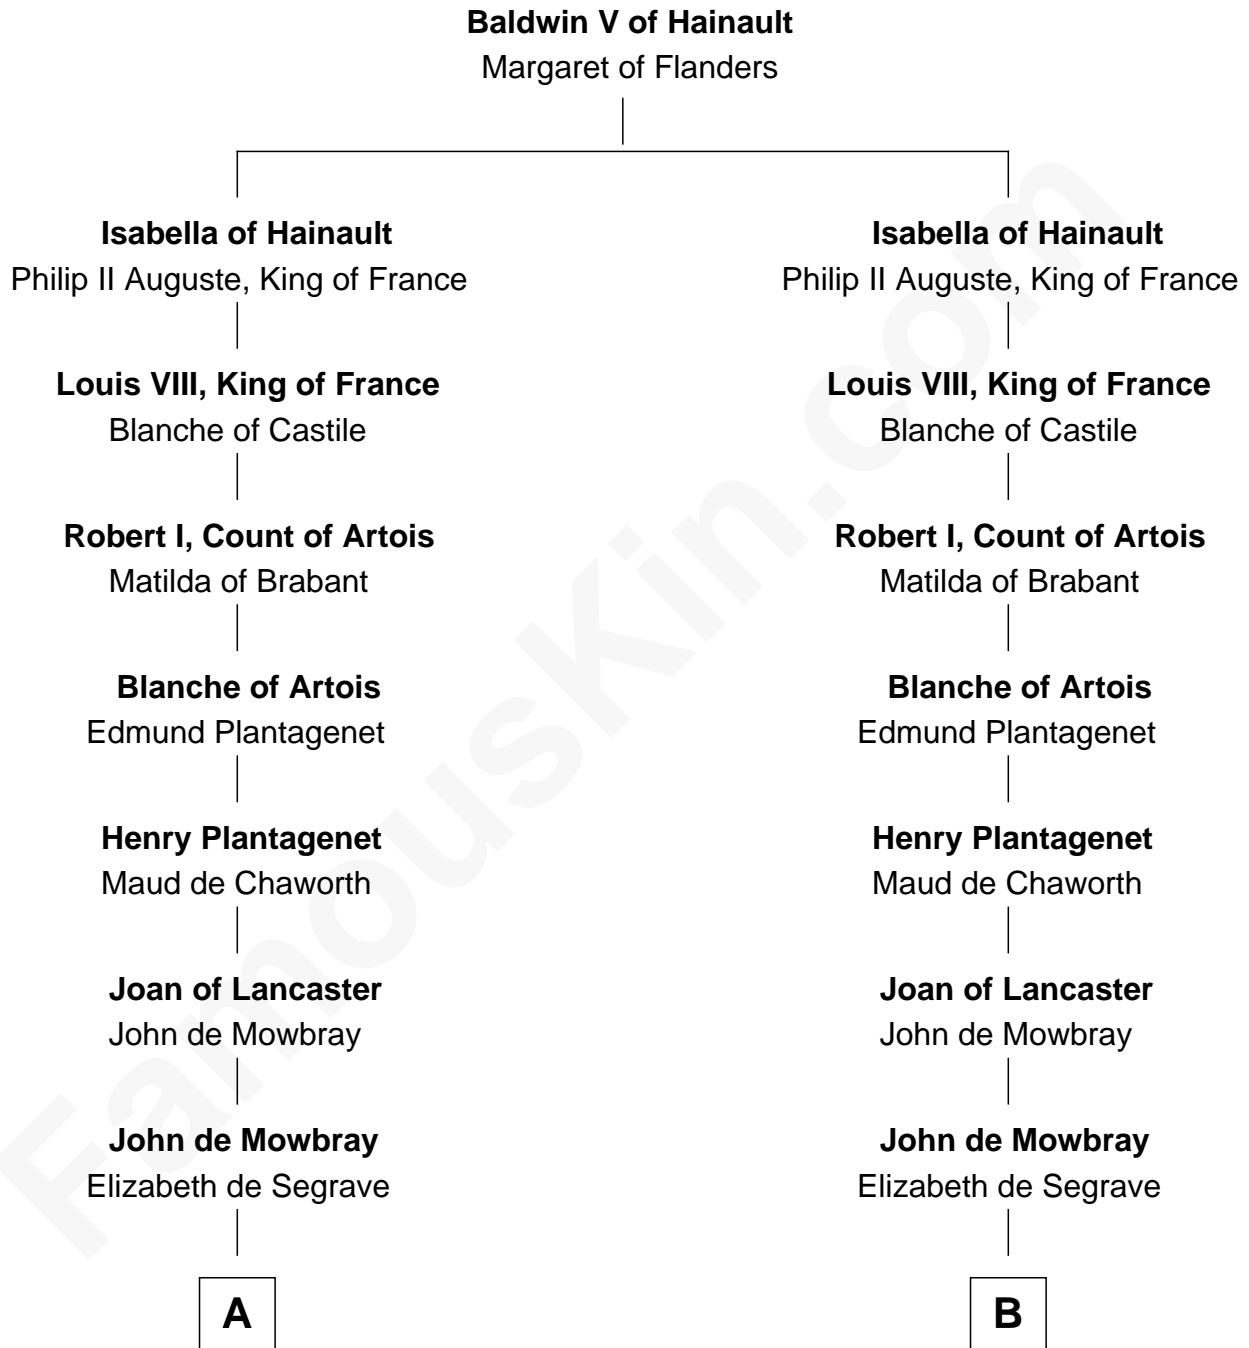 Baldwin V of Hainault
Margaret of Flanders
Isabella of Hainault
Philip II Auguste, King of France
Louis VIII, King of France
Blanche of Castile
Robert I, Count of Artois
Matilda of Brabant
Blanche of Artois
Edmund Plantagenet
Henry Plantagenet
Maud de Chaworth
Joan of Lancaster
John de Mowbray
John de Mowbray
Elizabeth de Segrave
A
Isabella of Hainault
Philip II Auguste, King of France
Louis VIII, King of France
Blanche of Castile
Robert I, Count of Artois
Matilda of Brabant
Blanche of Artois
Edmund Plantagenet
Henry Plantagenet
Maud de Chaworth
Joan of Lancaster
John de Mowbray
John de Mowbray
Elizabeth de Segrave
B
FamousKin.com